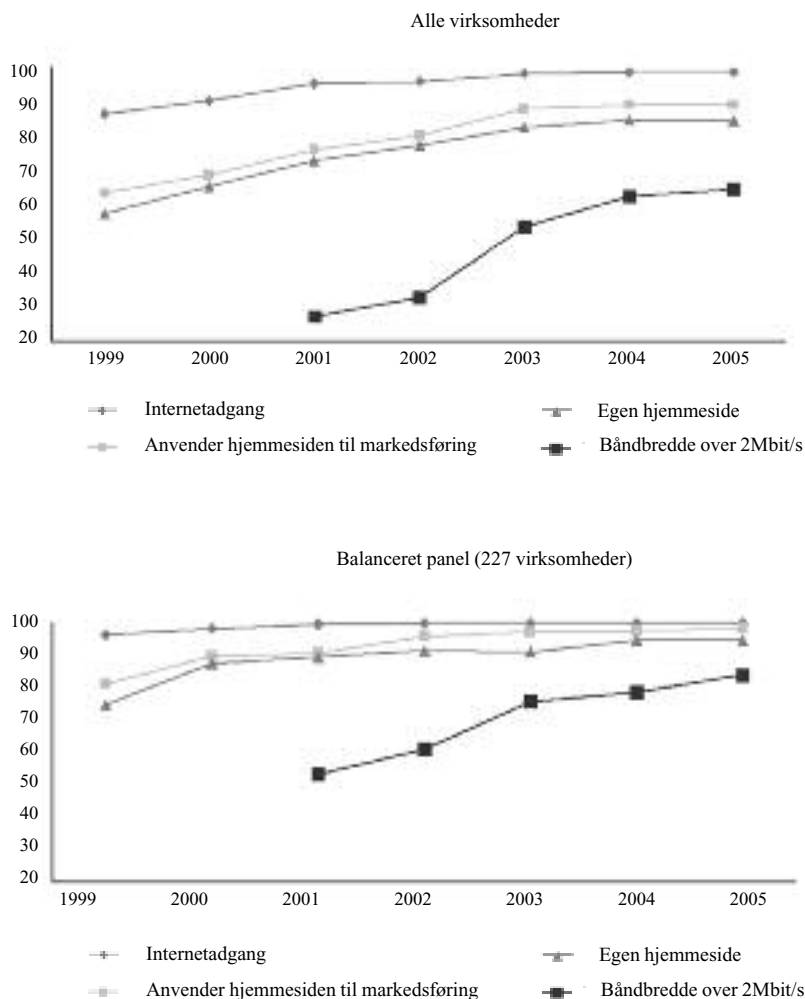 Alle virksomheder
100
90
80
70
60
50
40
30
20
1999 2000 2001 2002 2003 2004 2005
Internetadgang Egen hjemmeside
Anvender hjemmesiden til markedsføring Båndbredde over 2Mbit/s
Balanceret panel (227 virksomheder)
100
90
80
70
60
50
40
30
20
1999 2000 2001 2002 2003 2004 2005
Internetadgang Egen hjemmeside
Anvender hjemmesiden til markedsføring Båndbredde over 2Mbit/s